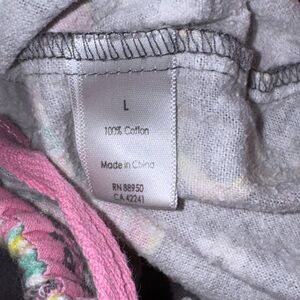 L
100% Cotton
Made in China
RN 88950
CA 42241